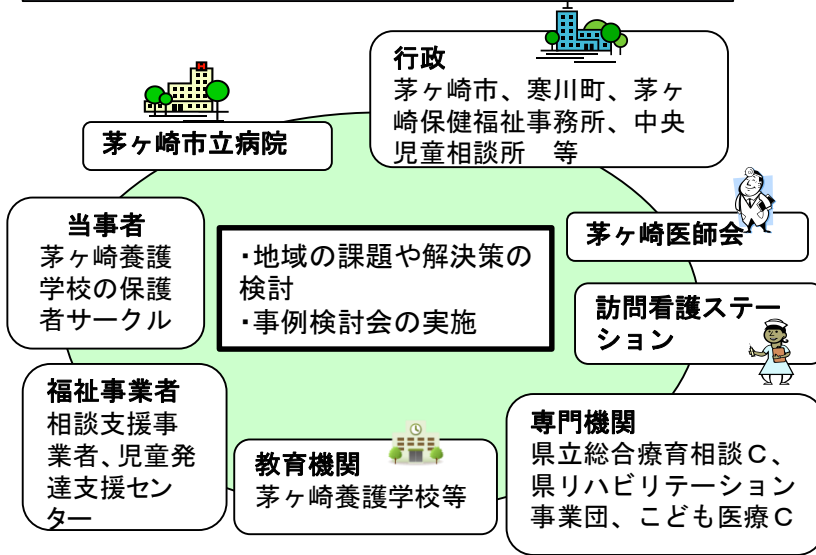 行政
茅ヶ崎市、寒川町、茅ヶ
崎保健福祉事務所、中央
児童相談所　等
茅ヶ崎市立病院
H
当事者
茅ヶ崎養護
学校の保護
者サークル
・地域の課題や解決策の
検討
・事例検討会の実施
茅ヶ崎医師会
訪問看護ステー
ション
福祉事業者
相談支援事
業者、児童発
達支援セン
ター
教育機関
茅ヶ崎養護学校等
専門機関
県立総合療育相談Ｃ、
県リハビリテーション
事業団、こども医療Ｃ